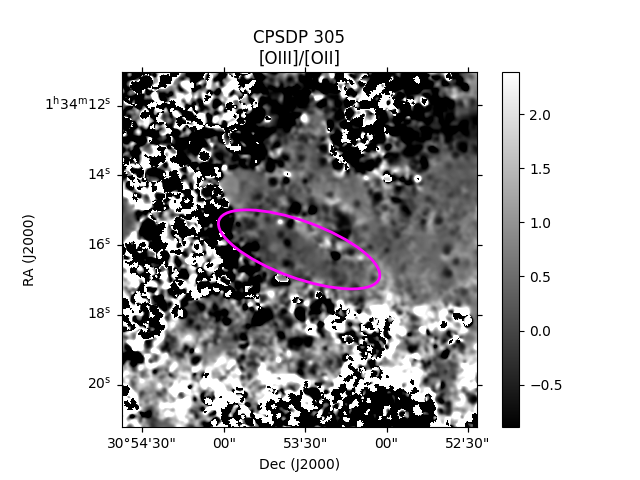 CPSDP 305
[OIII]/[OII]
1ʰ34ᵐ12ˢ
14ˢ
16ˢ
18ˢ
20ˢ
RA (J2000)
30°54'30" 00" 53'30" 00" 52'30"
Dec (J2000)
2.0
1.5
1.0
0.5
0.0
−0.5